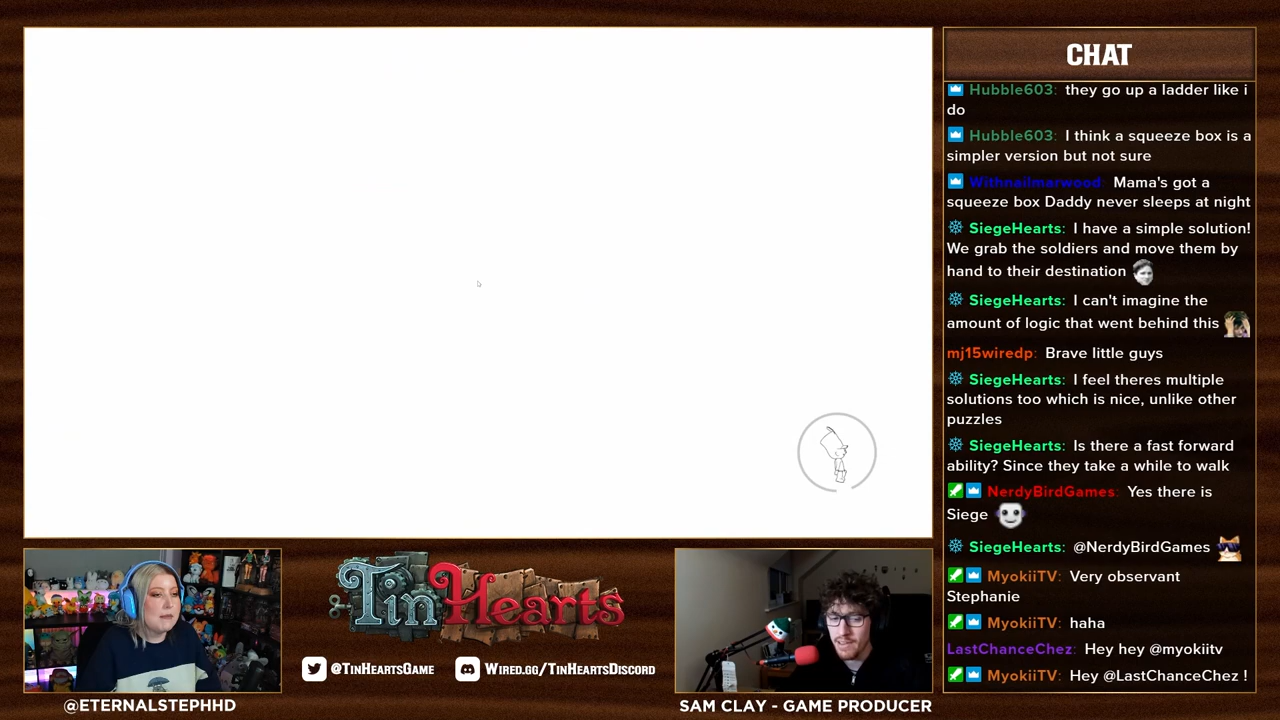 CHAT
Hubble603: they go up a ladder like i
do
Hubble603: I think a squeeze box is a
simpler version but not sure
Withnailmarwood: Mama's got a
squeeze box Daddy never sleeps at night
SiegeHearts: I have a simple solution!
We grab the soldiers and move them by
hand to their destination
SiegeHearts: I can't imagine the
amount of logic that went behind this
mj15wiredp: Brave little guys
SiegeHearts: I feel theres multiple
solutions too which is nice, unlike other
puzzles
SiegeHearts: Is there a fast forward
ability? Since they take a while to walk
NerdyBirdGames: Yes there is
Siege
SiegeHearts: @NerdyBirdGames
MyokiiTV: Very observant
Stephanie
MyokiiTV: haha
LastChanceChez: Hey hey @myokiitv
MyokiiTV: Hey @LastChanceChez !
Tin Hearts
@TinHeartsGame
Wired.gg/TinHeartsDiscord
@ETERNALSTEPHHD
SAM CLAY - GAME PRODUCER